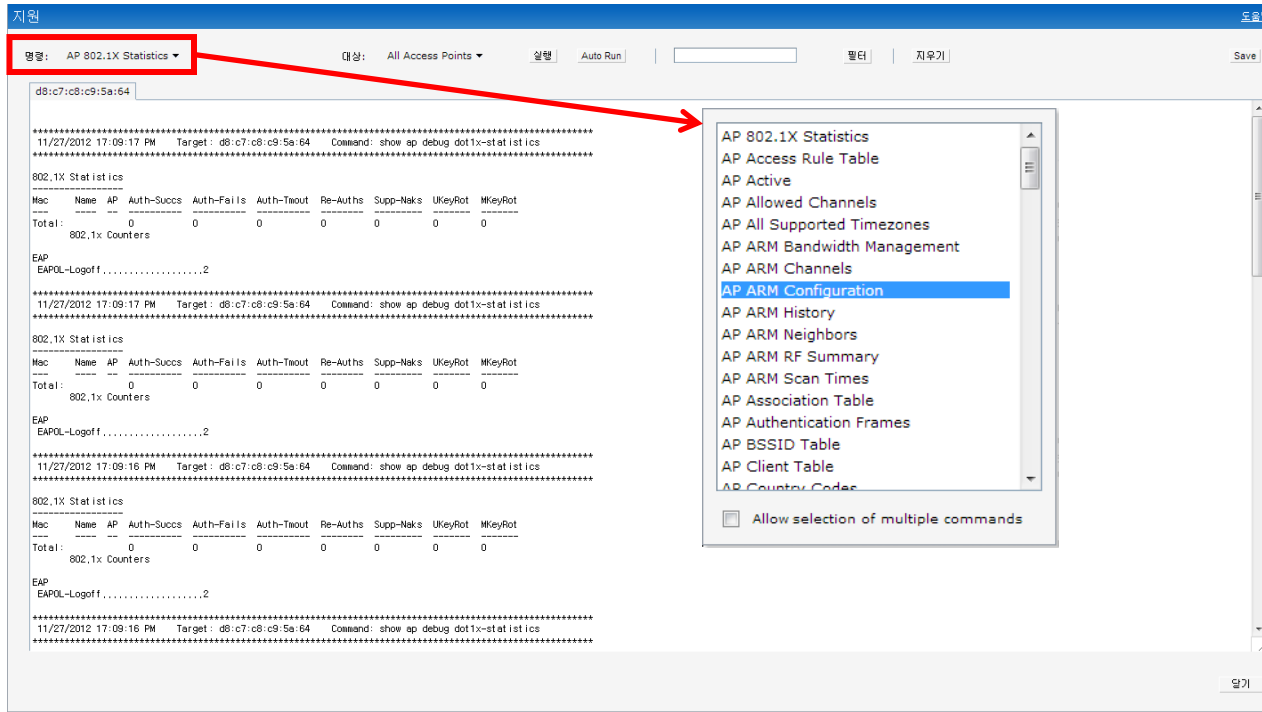 지원
명령: AP 802.1X Statistics 대상: All Access Points 실행 Auto Run 필터 지우기 Save
d8:c7:c8:c9:5a:64
**********************************************************************************************************
11/27/2012 17:09:17 PM Target: d8:c7:c8:c9:5a:64 Command: show ap debug dot1x-statistics
**********************************************************************************************************
802.1X Statistics
-----------------
Mac Name AP Auth-Succs Auth-Fails Auth-Tmout Re-Auths Supp-Naks UKeyRot MKeyRot
--- ---- -- ---------- ---------- ---------- -------- --------- ------- -------
Total: 0 0 0 0 0 0 0
802.1x Counters
EAP
EAPOL-Logoff...................2
**********************************************************************************************************
11/27/2012 17:09:17 PM Target: d8:c7:c8:c9:5a:64 Command: show ap debug dot1x-statistics
**********************************************************************************************************
802.1X Statistics
-----------------
Mac Name AP Auth-Succs Auth-Fails Auth-Tmout Re-Auths Supp-Naks UKeyRot MKeyRot
--- ---- -- ---------- ---------- ---------- -------- --------- ------- -------
Total: 0 0 0 0 0 0 0
802.1x Counters
EAP
EAPOL-Logoff...................2
**********************************************************************************************************
11/27/2012 17:09:16 PM Target: d8:c7:c8:c9:5a:64 Command: show ap debug dot1x-statistics
**********************************************************************************************************
802.1X Statistics
-----------------
Mac Name AP Auth-Succs Auth-Fails Auth-Tmout Re-Auths Supp-Naks UKeyRot MKeyRot
--- ---- -- ---------- ---------- ---------- -------- --------- ------- -------
Total: 0 0 0 0 0 0 0
802.1x Counters
EAP
EAPOL-Logoff...................2
**********************************************************************************************************
11/27/2012 17:09:16 PM Target: d8:c7:c8:c9:5a:64 Command: show ap debug dot1x-statistics
**********************************************************************************************************
AP 802.1X Statistics
AP Access Rule Table
AP Active
AP Allowed Channels
AP All Supported Timezones
AP ARM Bandwidth Management
AP ARM Channels
AP ARM Configuration
AP ARM History
AP ARM Neighbors
AP ARM RF Summary
AP ARM Scan Times
AP Association Table
AP Authentication Frames
AP BSSID Table
AP Client Table
AP Country Codes
Allow selection of multiple commands
닫기